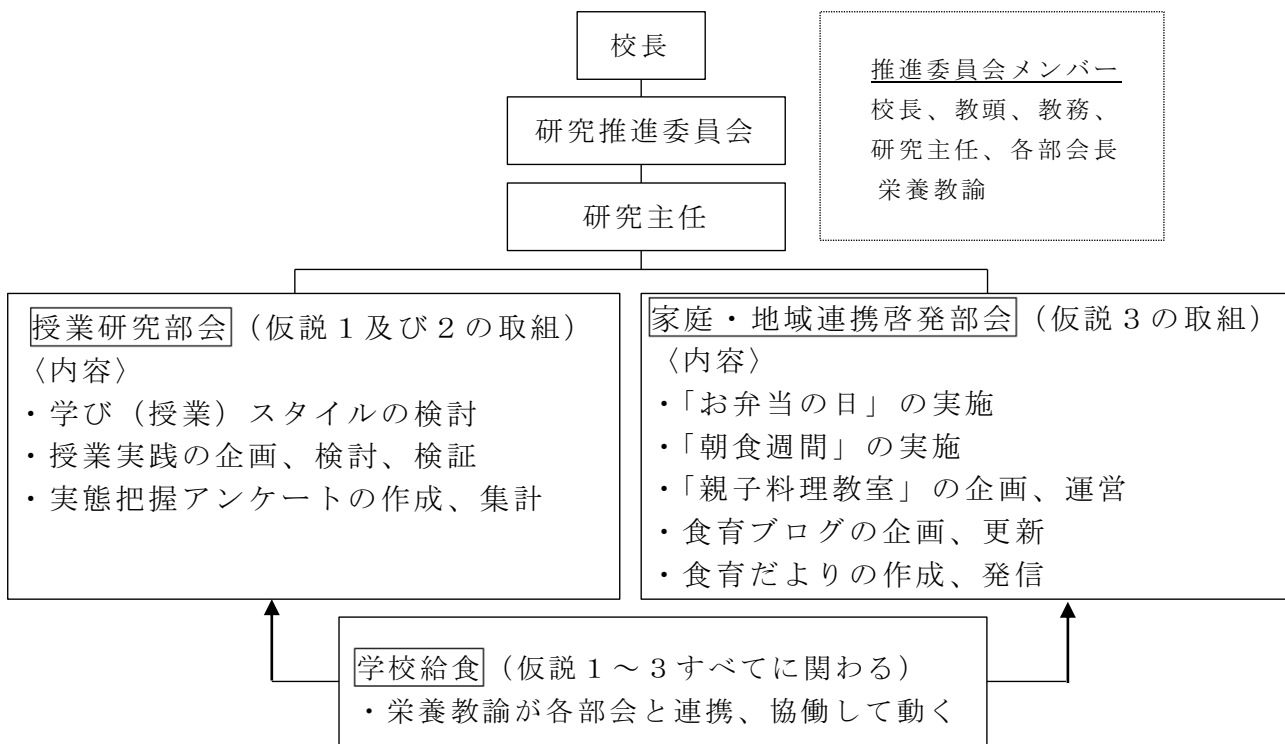 校長
研究推進委員会
研究主任
推進委員会メンバー
校長、教頭、教務、
研究主任、各部会長
栄養教諭
授業研究部会（仮説１及び２の取組）
〈内容〉
・学び（授業）スタイルの検討
・授業実践の企画、検討、検証
・実態把握アンケートの作成、集計
家庭・地域連携啓発部会（仮説３の取組）
〈内容〉
・「お弁当の日」の実施
・「朝食週間」の実施
・「親子料理教室」の企画、運営
・食育ブログの企画、更新
・食育だよりの作成、発信
学校給食（仮説１～３すべてに関わる）
・栄養教諭が各部会と連携、協働して動く